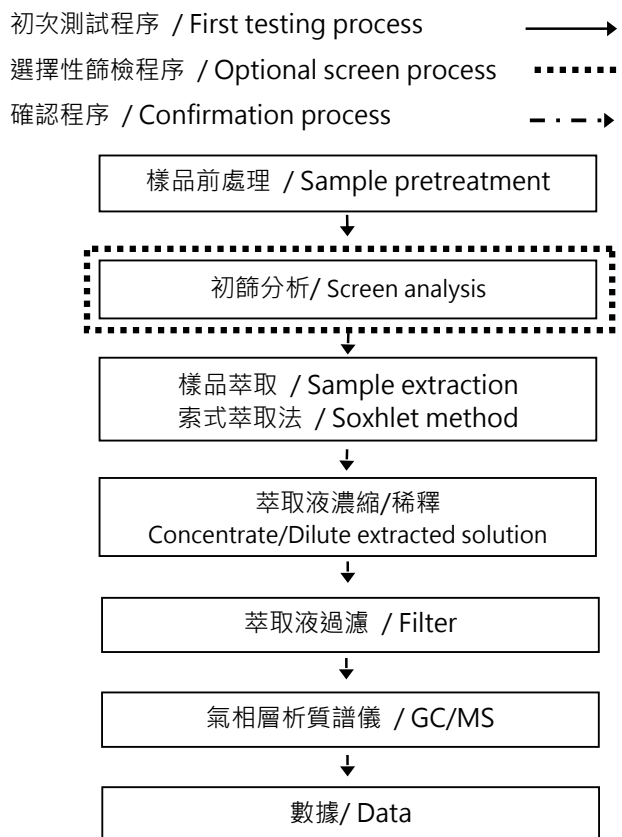 初次測試程序 / First testing process
選擇性篩檢程序 / Optional screen process
確認程序 / Confirmation process
樣品前處理 / Sample pretreatment
初篩分析/ Screen analysis
樣品萃取 / Sample extraction
索式萃取法 / Soxhlet method
萃取液濃縮/稀釋
Concentrate/Dilute extracted solution
萃取液過濾 / Filter
氣相層析質譜儀 / GC/MS
數據/ Data